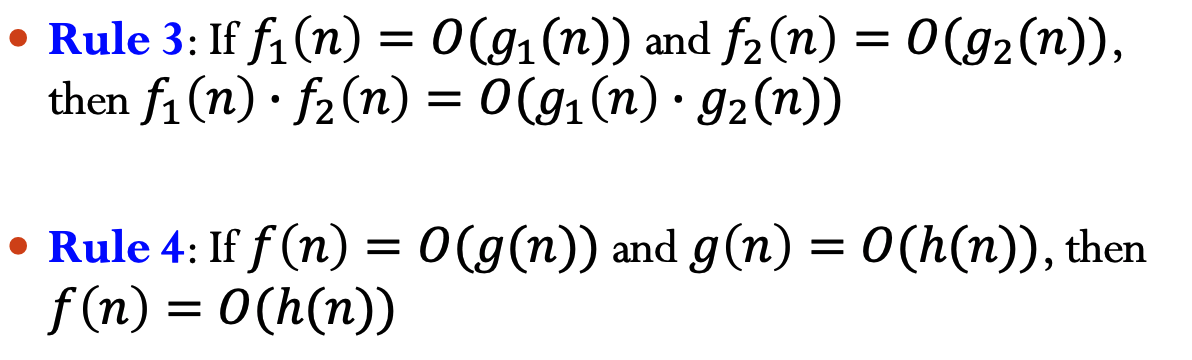 • Rule 3: If f₁(n) = O(g₁(n)) and f₂(n) = O(g₂(n)),
then f₁(n) · f₂(n) = O(g₁(n) · g₂(n))
• Rule 4: If f(n) = O(g(n)) and g(n) = O(h(n)), then
f(n) = O(h(n))